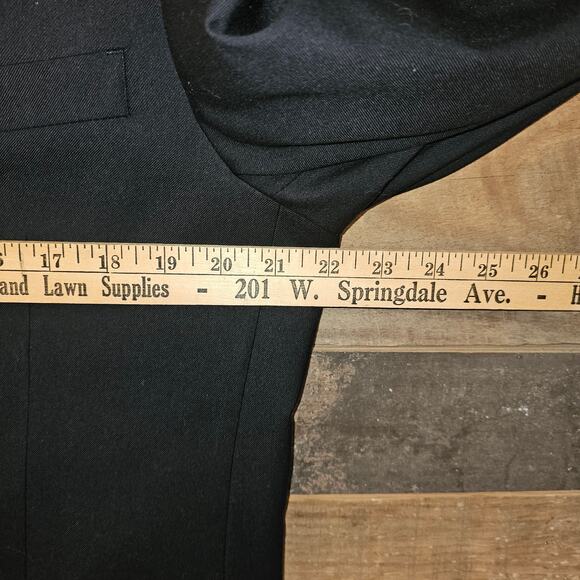 17 18 19 20 21 22 23 24 25 26
and Lawn Supplies - 201 W. Springdale Ave. -